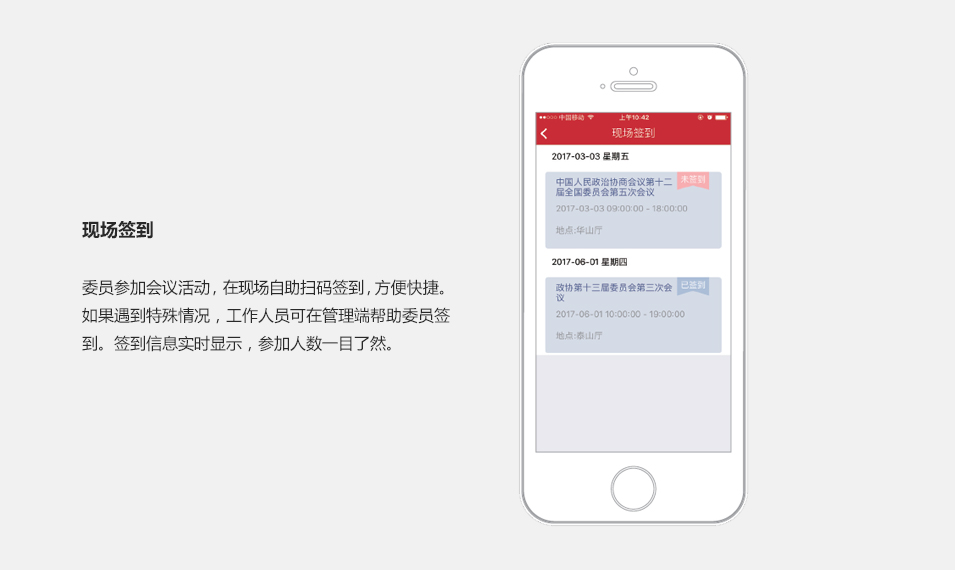 现场签到
委员参加会议活动，在现场自助扫码签到，方便快捷。
如果遇到特殊情况，工作人员可在管理端帮助委员签
到。签到信息实时显示，参加人数一目了然。
中国移动 上午10:42
现场签到
2017-03-03 星期五
中国人民政治协商会议第十二
届全国委员会第五次会议
未签到
2017-03-03 09:00:00 - 18:00:00
地点:华山厅
2017-06-01 星期四
政协第十三届委员会第三次会
议
已签到
2017-06-01 10:00:00 - 19:00:00
地点:泰山厅